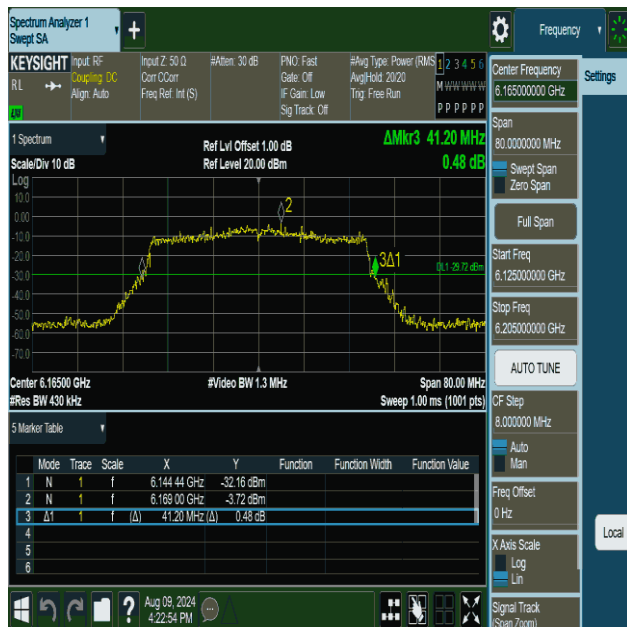 Spectrum Analyzer 1
Swept SA
Frequency
KEYSIGHT
RL
Input: RF
Coupling: DC
Align: Auto
Input Z: 50 Ω
Corr CCorr
Freq Ref: Int (S)
#Atten: 30 dB
PNO: Fast
Gate: Off
IF Gain: Low
Sig Track: Off
#Avg Type: Power (RMS
Avg|Hold: 20/20
Trig: Free Run
1 2 3 4 5 6
M W W W W W
P P P P P P
1 Spectrum
Scale/Div 10 dB
Ref Lvl Offset 1.00 dB
Ref Level 20.00 dBm
ΔMkr3 41.20 MHz
0.48 dB
Log
10.0
0.00
-10.0
-20.0
-30.0
-40.0
-50.0
-60.0
-70.0
2
3Δ1
DL1 -29.72 dBm
Center 6.16500 GHz
#Res BW 430 kHz
#Video BW 1.3 MHz
Span 80.00 MHz
Sweep 1.00 ms (1001 pts)
5 Marker Table
Mode Trace Scale X Y Function Function Width Function Value
1 N 1 f 6.144 44 GHz -32.16 dBm
2 N 1 f 6.169 00 GHz -3.72 dBm
3 Δ1 1 f (Δ) 41.20 MHz (Δ) 0.48 dB
4
5
6
Aug 09, 2024
4:22:54 PM
Center Frequency
6.165000000 GHz
Settings
Span
80.0000000 MHz
Swept Span
Zero Span
Full Span
Start Freq
6.125000000 GHz
Stop Freq
6.205000000 GHz
AUTO TUNE
CF Step
8.000000 MHz
Auto
Man
Freq Offset
0 Hz
Local
X Axis Scale
Log
Lin
Signal Track
(Span Zoom)